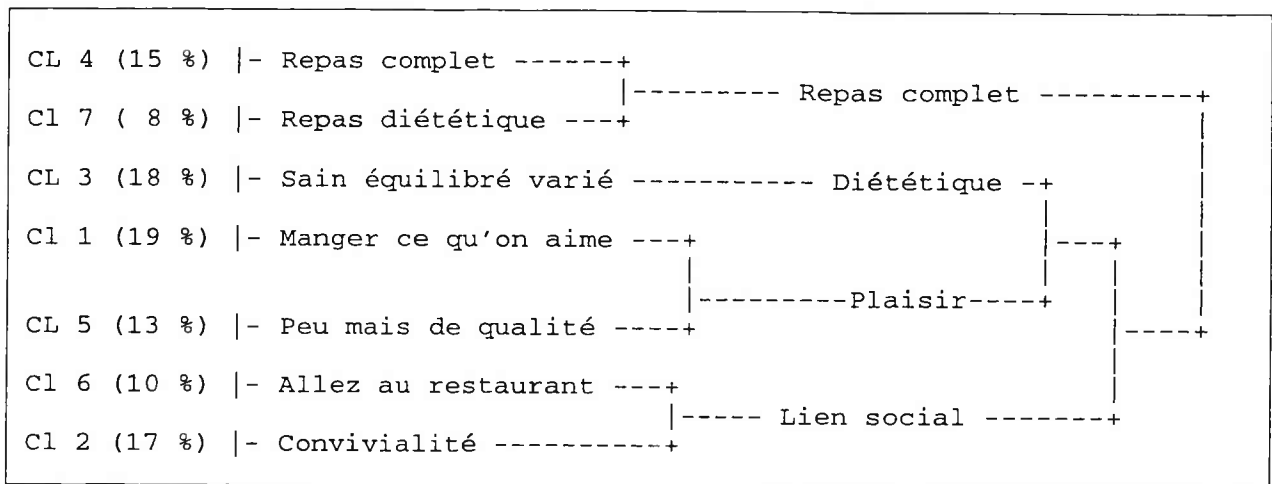 CL 4 (15 %) |- Repas complet ------+
|--------- Repas complet ---------+
Cl 7 ( 8 %) |- Repas diététique ---+
CL 3 (18 %) |- Sain équilibré varié ----------- Diététique -+
Cl 1 (19 %) |- Manger ce qu'on aime ---+
|---+
|---------Plaisir----+
CL 5 (13 %) |- Peu mais de qualité ----+
|----+
Cl 6 (10 %) |- Allez au restaurant ---+
|----- Lien social -------+
Cl 2 (17 %) |- Convivialité ----------+